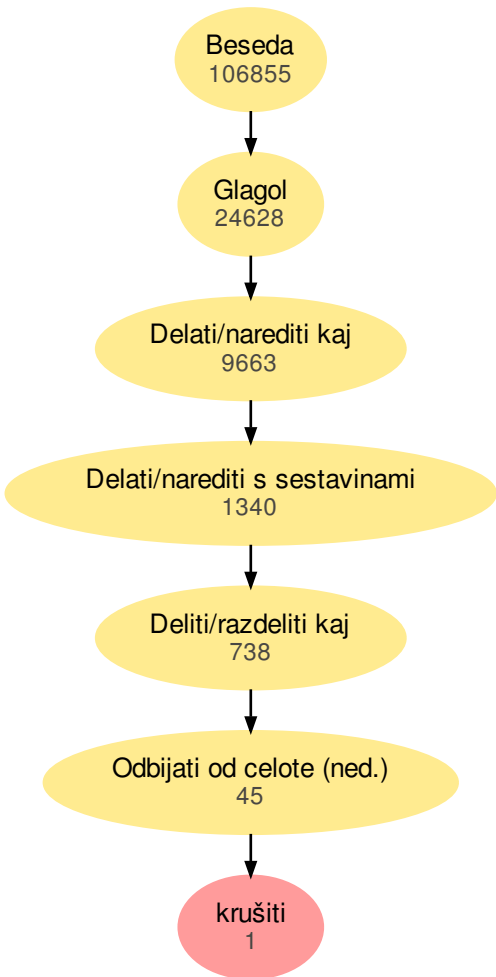 Beseda
106855
Glagol
24628
Delati/narediti kaj
9663
Delati/narediti s sestavinami
1340
Deliti/razdeliti kaj
738
Odbijati od celote (ned.)
45
krušiti
1